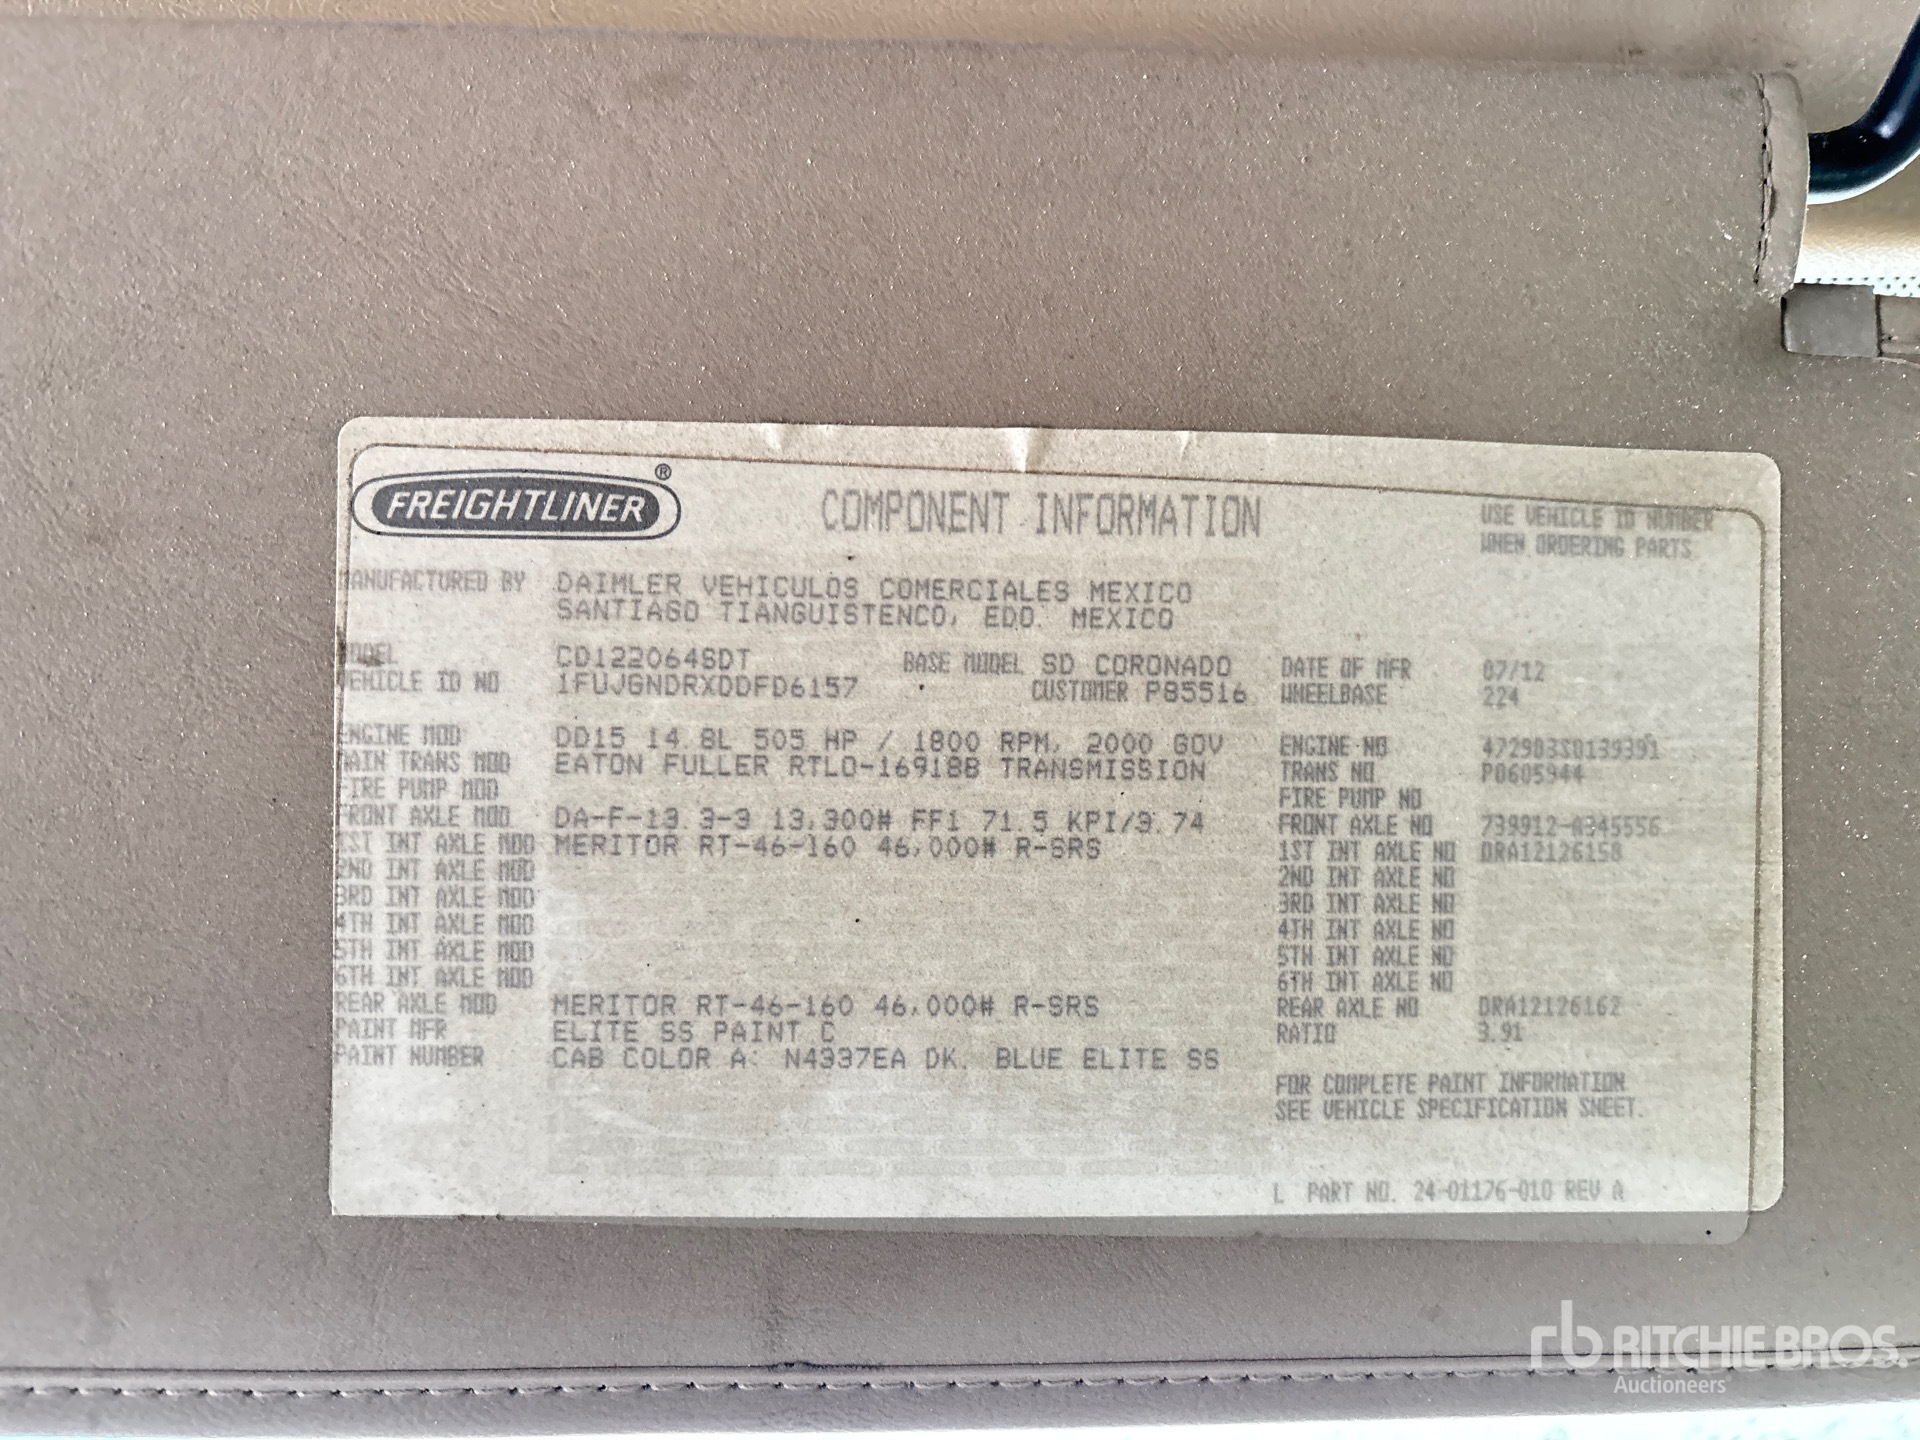 FREIGHTLINER ®
COMPONENT INFORMATION
USE VEHICLE ID NUMBER
WHEN ORDERING PARTS
MANUFACTURED BY DAIMLER VEHICULOS COMERCIALES MEXICO
SANTIAGO TIANGUISTENCO, EDO. MEXICO
MODEL CD122064SDT BASE MODEL SD CORONADO DATE OF MFR 07/12
VEHICLE ID NO 1FUJGNDRXDDFD6157 CUSTOMER P85516 WHEELBASE 224
ENGINE MOD DD15 14.8L 505 HP / 1800 RPM, 2000 GOV ENGINE NO 472903S0139391
MAIN TRANS MOD EATON FULLER RTLO-16918B TRANSMISSION TRANS NO P0605944
FIRE PUMP MOD FIRE PUMP NO
FRONT AXLE MOD DA-F-13.3-3 13,300# FF1 71.5 KPI/3.74 FRONT AXLE NO 739912-A345556
1ST INT AXLE MOD MERITOR RT-46-160 46,000# R-SRS 1ST INT AXLE NO DRA12126158
2ND INT AXLE MOD 2ND INT AXLE NO
3RD INT AXLE MOD 3RD INT AXLE NO
4TH INT AXLE MOD 4TH INT AXLE NO
5TH INT AXLE MOD 5TH INT AXLE NO
6TH INT AXLE MOD 6TH INT AXLE NO
REAR AXLE MOD MERITOR RT-46-160 46,000# R-SRS REAR AXLE NO DRA12126162
PAINT MFR ELITE SS PAINT C RATIO 3.91
PAINT NUMBER CAB COLOR A: N4337EA DK. BLUE ELITE SS
FOR COMPLETE PAINT INFORMATION
SEE VEHICLE SPECIFICATION SHEET.
L PART NO. 24-01176-010 REV A
rb RITCHIE BROS.
Auctioneers